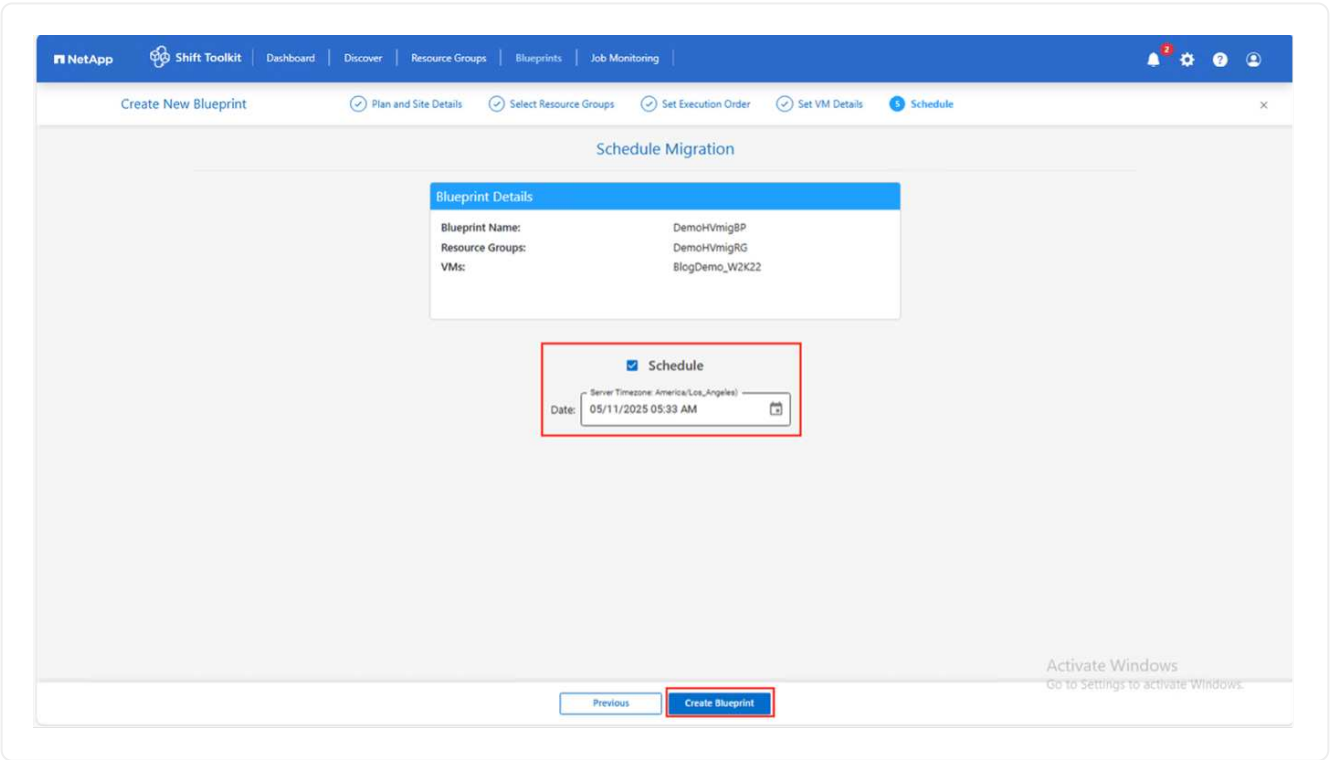 NetApp Shift Toolkit Dashboard Discover Resource Groups Blueprints Job Monitoring 2
Create New Blueprint Plan and Site Details Select Resource Groups Set Execution Order Set VM Details 5 Schedule
Schedule Migration
Blueprint Details
Blueprint Name: DemoHVmigBP
Resource Groups: DemoHVmigRG
VMs: BlogDemo_W2K22
Schedule
Server Timezone: America/Los_Angeles)
Date: 05/11/2025 05:33 AM
Activate Windows
Go to Settings to activate Windows.
Previous Create Blueprint